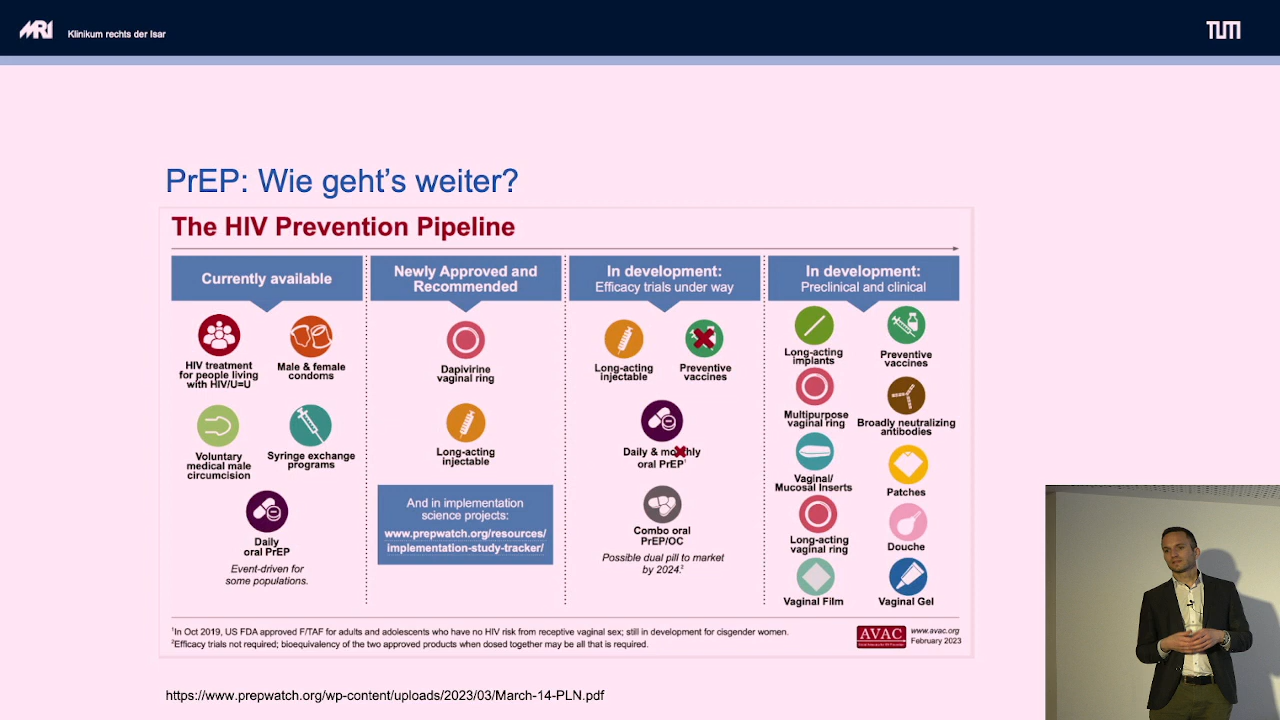 MRI
Klinikum rechts der Isar
TUM
PrEP: Wie geht's weiter?
The HIV Prevention Pipeline
Currently available
HIV treatment
for people living
with HIV/U=U
Male & female
condoms
Voluntary
medical male
circumcision
Syringe exchange
programs
Daily
oral PrEP
Event-driven for
some populations.
Newly Approved and
Recommended
Dapivirine
vaginal ring
Long-acting
injectable
And in implementation
science projects:
www.prepwatch.org/resources/
implementation-study-tracker/
In development:
Efficacy trials under way
Long-acting
injectable
Preventive
vaccines
Daily & monthly
oral PrEP¹
Combo oral
PrEP/OC
Possible dual pill to market
by 2024.²
In development:
Preclinical and clinical
Long-acting
implants
Preventive
vaccines
Multipurpose
vaginal ring
Broadly neutralizing
antibodies
Vaginal/
Mucosal Inserts
Patches
Long-acting
vaginal ring
Douche
Vaginal Film
Vaginal Gel
¹In Oct 2019, US FDA approved F/TAF for adults and adolescents who have no HIV risk from receptive vaginal sex; still in development for cisgender women.
²Efficacy trials not required; bioequivalency of the two approved products when dosed together may be all that is required.
AVAC
www.avac.org
February 2023
https://www.prepwatch.org/wp-content/uploads/2023/03/March-14-PLN.pdf